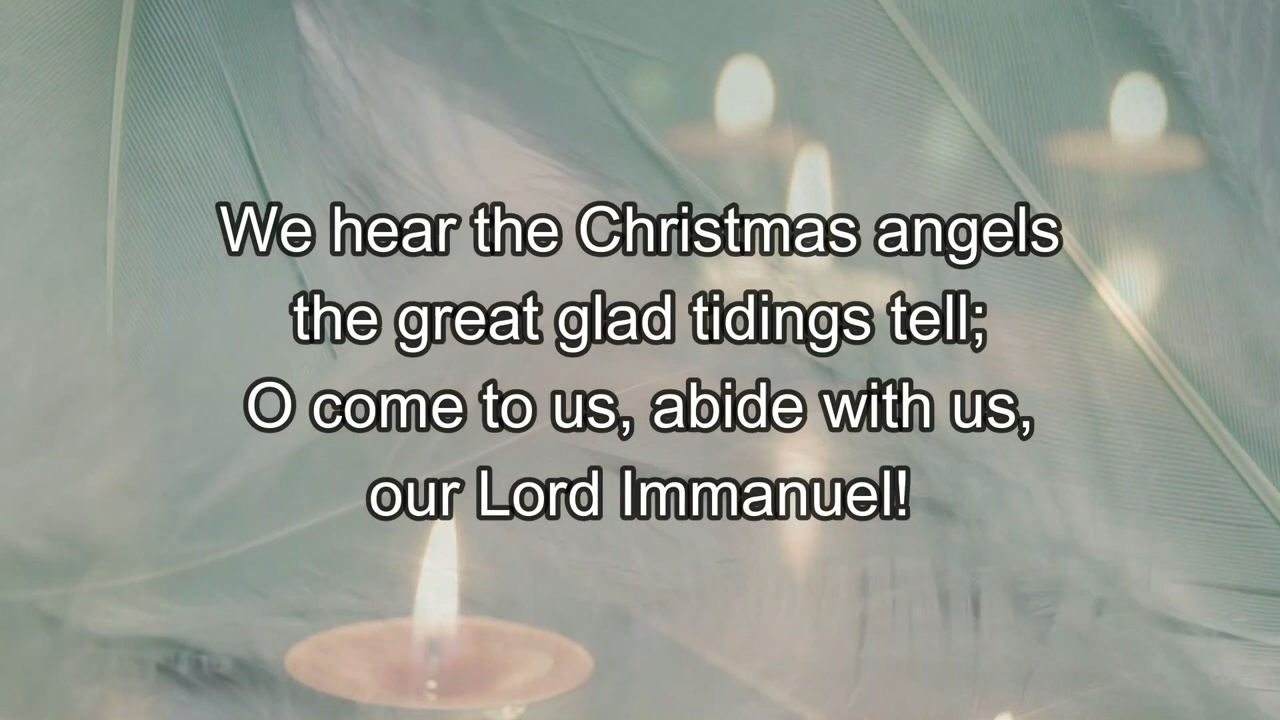 We hear the Christmas angels
the great glad tidings tell;
O come to us, abide with us,
our Lord Immanuel!